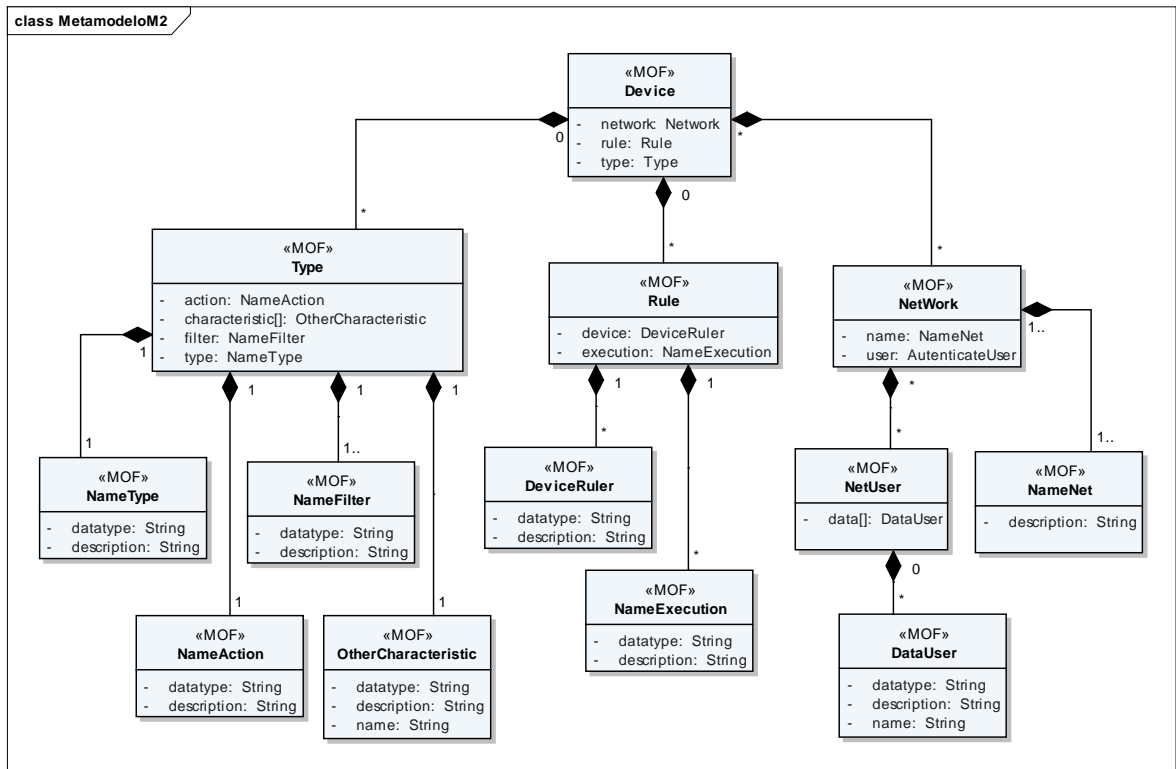 class MetamodeloM2
«MOF»
Device
- network: Network
- rule: Rule
- type: Type
0
*
0
*
*
*
«MOF»
Type
- action: NameAction
- characteristic[]: OtherCharacteristic
- filter: NameFilter
- type: NameType
«MOF»
Rule
- device: DeviceRuler
- execution: NameExecution
«MOF»
NetWork
- name: NameNet
- user: AutenticateUser
1
1
1
1
1
1
*
1..
1
1..
*
*
1..
«MOF»
NameType
- datatype: String
- description: String
«MOF»
NameFilter
- datatype: String
- description: String
«MOF»
DeviceRuler
- datatype: String
- description: String
«MOF»
NetUser
- data[]: DataUser
«MOF»
NameNet
- description: String
*
0
1
1
*
«MOF»
NameAction
- datatype: String
- description: String
«MOF»
OtherCharacteristic
- datatype: String
- description: String
- name: String
«MOF»
NameExecution
- datatype: String
- description: String
«MOF»
DataUser
- datatype: String
- description: String
- name: String